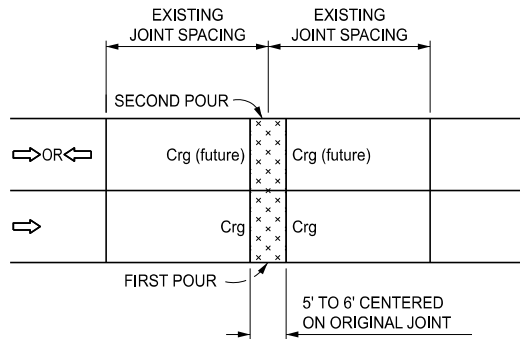 EXISTING
JOINT SPACING
EXISTING
JOINT SPACING
SECOND POUR
OR
Crg (future)
Crg (future)
Crg
Crg
FIRST POUR
5' TO 6' CENTERED
ON ORIGINAL JOINT